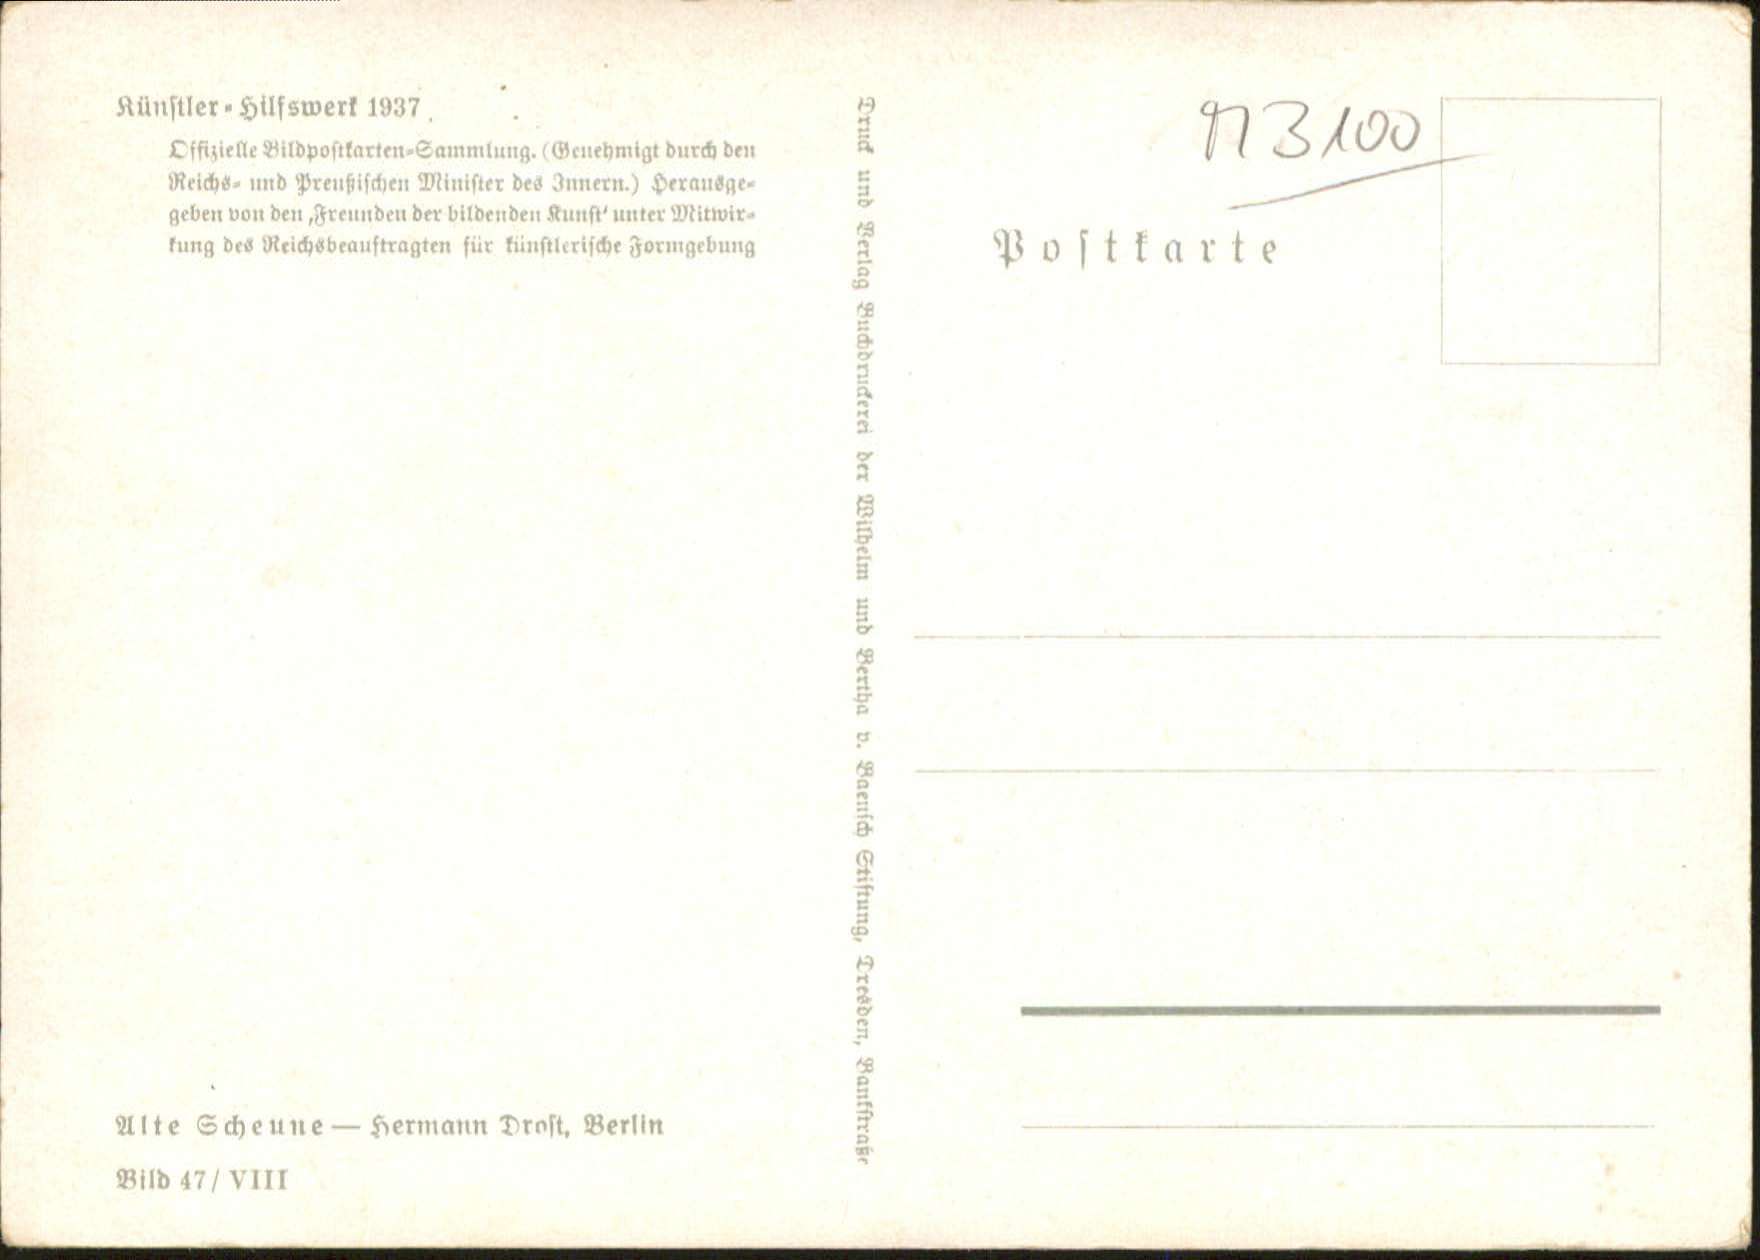 Künstler-Hilfswerk 1937
Offizielle Bildpostkarten-Sammlung. (Genehmigt durch den
Reichs- und Preußischen Minister des Innern.) Herausge-
geben von den ‚Freunden der bildenden Kunst‘ unter Mitwir-
kung des Reichsbeauftragten für künstlerische Formgebung
Alte Scheune — Hermann Drost, Berlin
Bild 47/ VIII
Druck und Verlag Buchdruckerei der Wilhelm und Bertha v. Baensch Stiftung, Dresden, Bankstraße
Postkarte